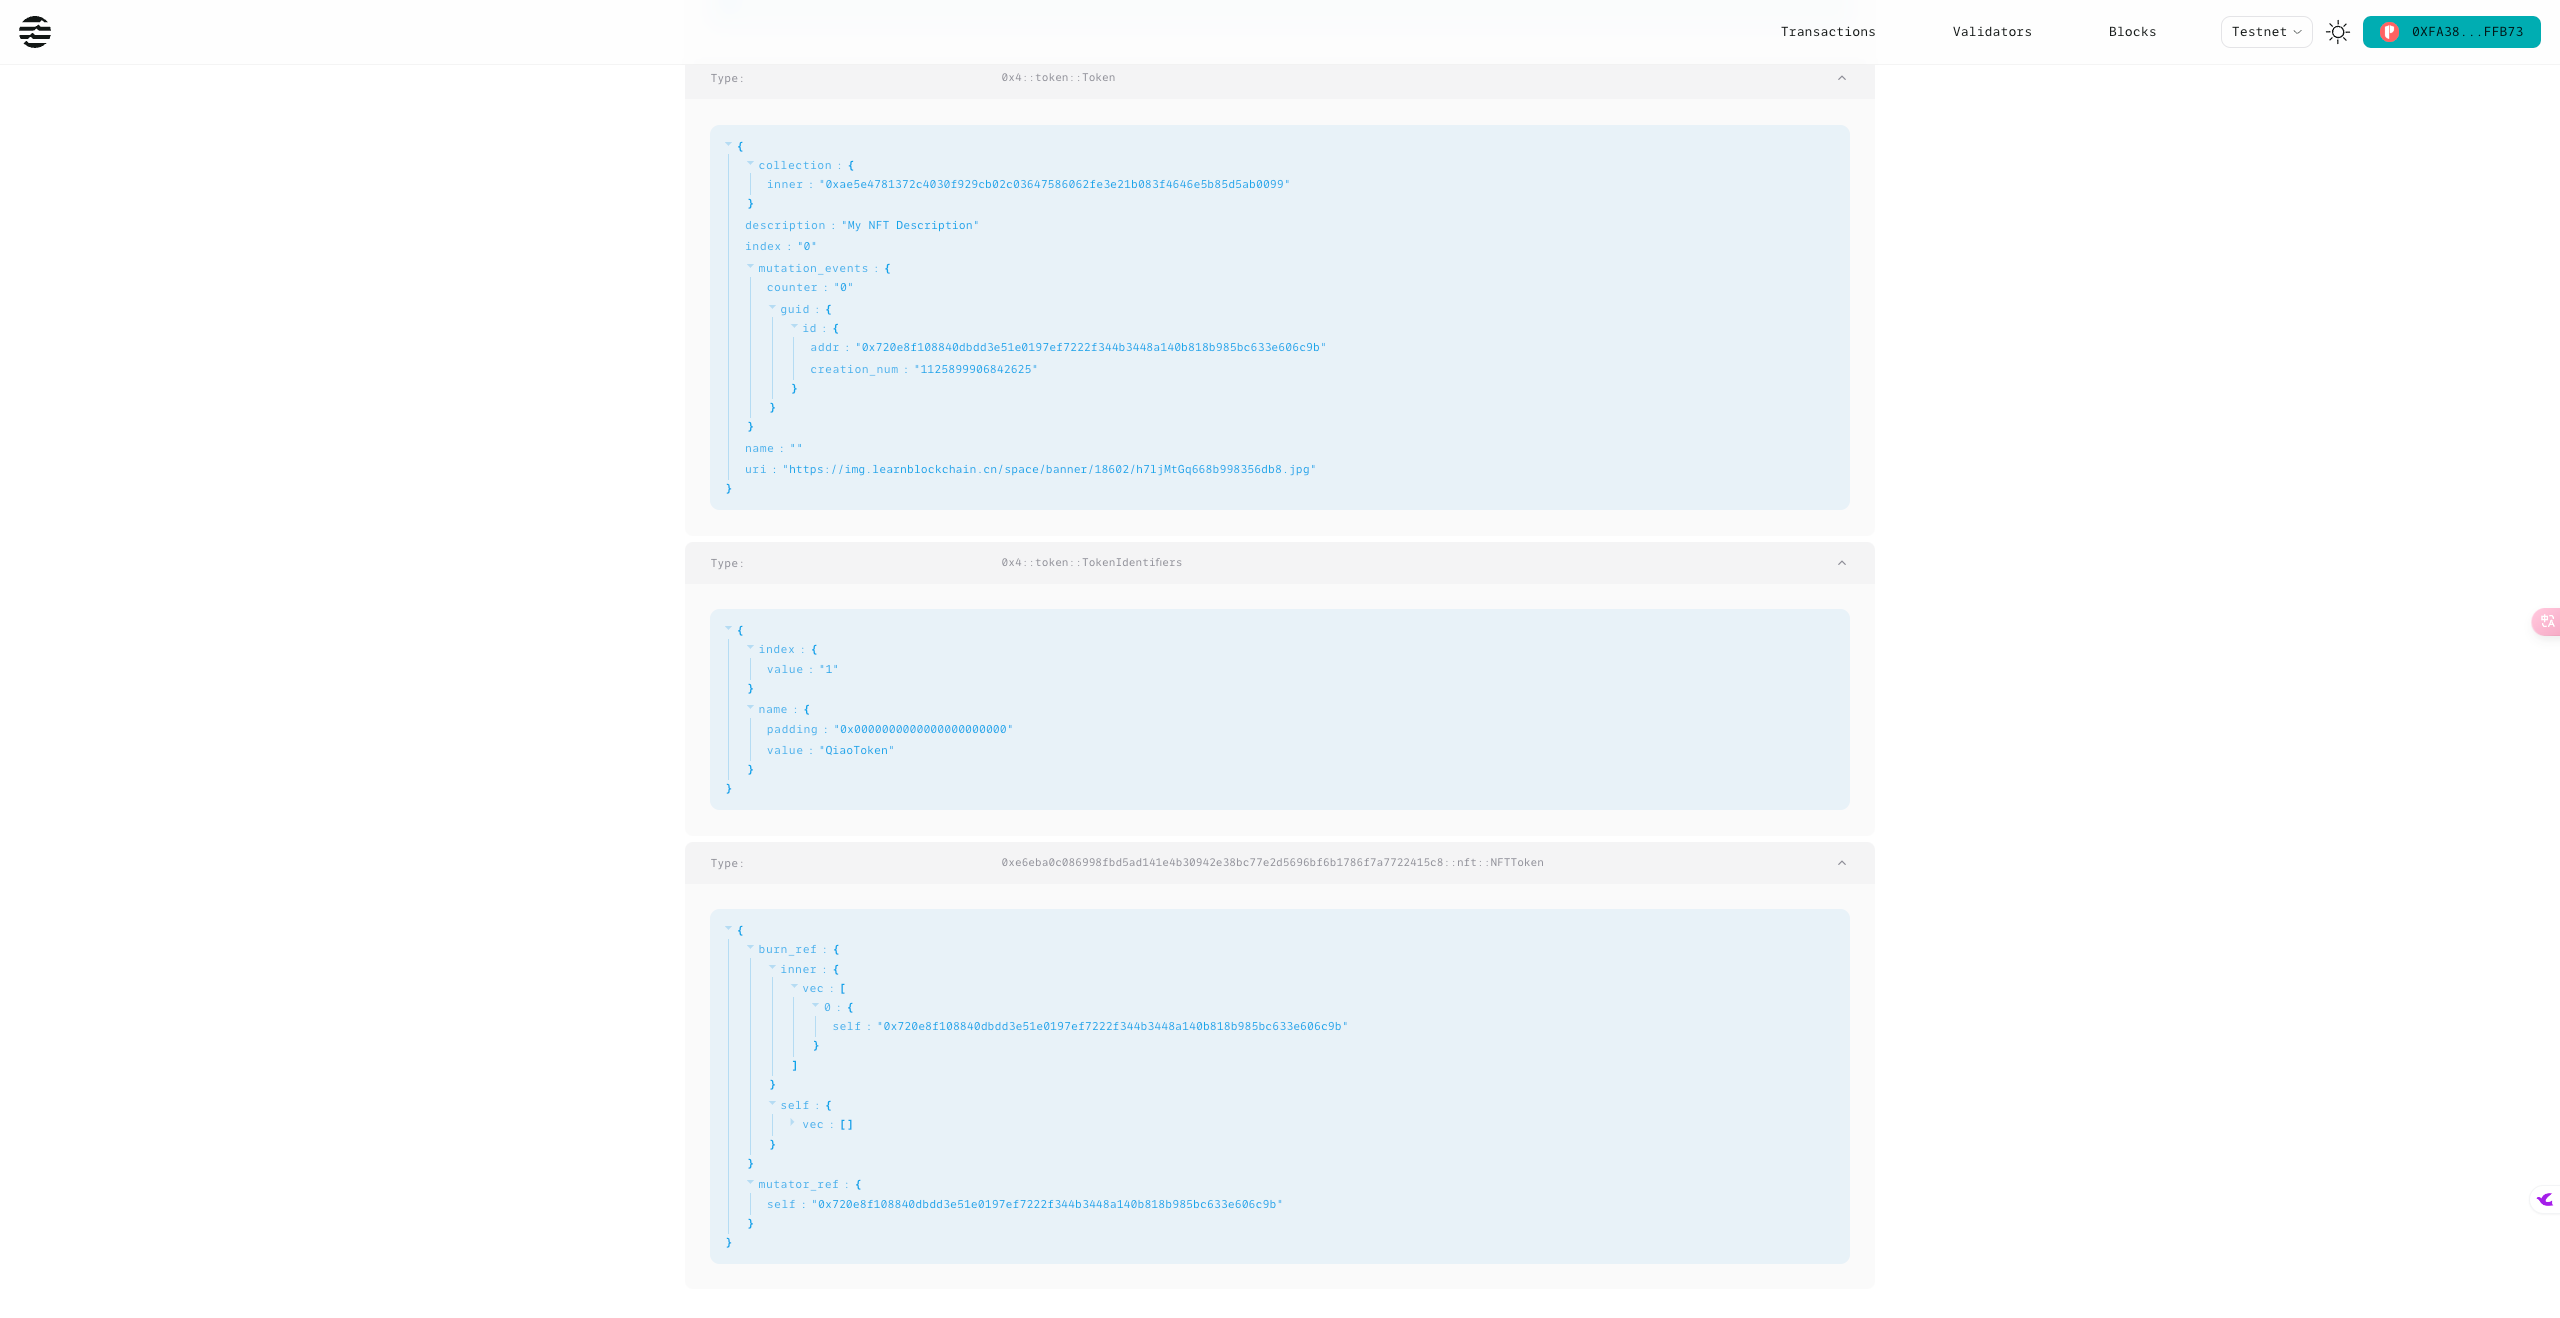 Transactions Validators Blocks Testnet 0XFA38...FFB73
Type: 0x4::token::Token
{
collection : {
inner : "0xae5e4781372c4030f929cb02c03647586062fe3e21b083f4646e5b85d5ab0099"
}
description : "My NFT Description"
index : "0"
mutation_events : {
counter : "0"
guid : {
id : {
addr : "0x720e8f108840dbdd3e51e0197ef7222f344b3448a140b818b985bc633e606c9b"
creation_num : "1125899906842625"
}
}
}
name : ""
uri : "https://img.learnblockchain.cn/space/banner/18602/h7ljMtGq668b998356db8.jpg"
}
Type: 0x4::token::TokenIdentifiers
{
index : {
value : "1"
}
name : {
padding : "0x0000000000000000000000"
value : "QiaoToken"
}
}
Type: 0xe6eba0c086998fbd5ad141e4b30942e38bc77e2d5696bf6b1786f7a7722415c8::nft::NFTToken
{
burn_ref : {
inner : {
vec : [
0 : {
self : "0x720e8f108840dbdd3e51e0197ef7222f344b3448a140b818b985bc633e606c9b"
}
]
}
self : {
vec : []
}
}
mutator_ref : {
self : "0x720e8f108840dbdd3e51e0197ef7222f344b3448a140b818b985bc633e606c9b"
}
}